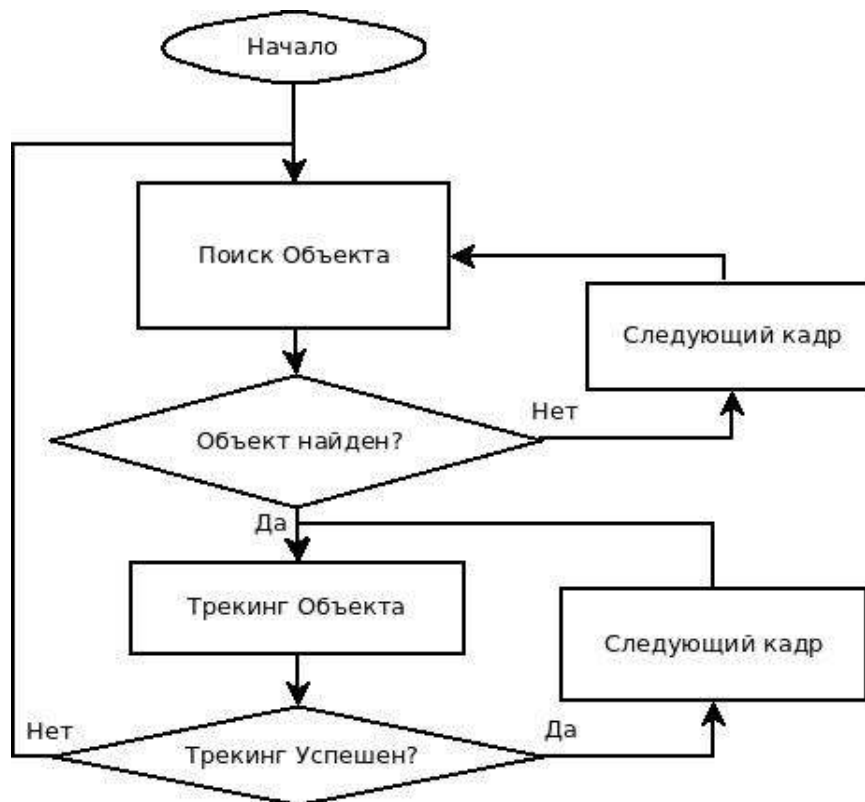 Начало
Поиск Объекта
Следующий кадр
Нет
Объект найден?
Да
Трекинг Объекта
Следующий кадр
Нет
Да
Трекинг Успешен?